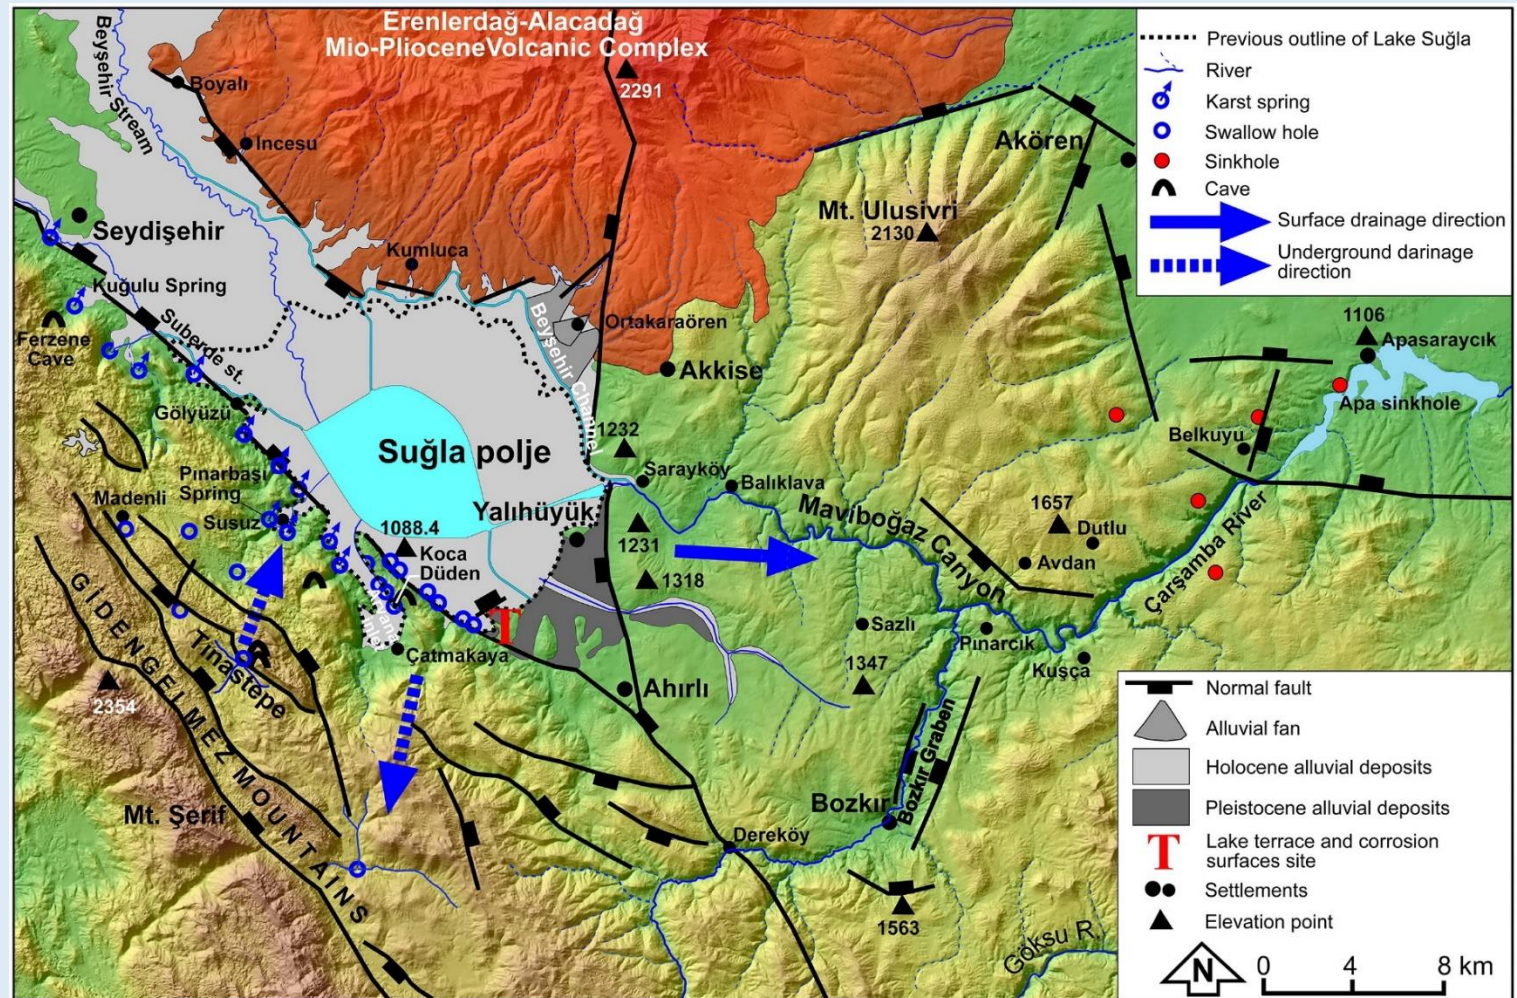 Erenlerdağ-Alacadağ
Mio-PlioceneVolcanic Complex
2291
Beyşehir Stream
Boyalı
Incesu
Akören
Mt. Ulusivri
2130
Seydişehir
Kumluca
Kuğulu Spring
Suberde st.
Ferzene
Cave
Beyşehir Channel
Ortakaraören
Akkise
1106
Apasaraycık
Apa sinkhole
Belkuyu
Gölyüzü
Suğla polje
1232
Sarayköy
Balıklava
Pınarbaşı
Spring
Madenli
Susuz
1088.4
Koca
Düden
Yalıhüyük
1231
1318
Mavıboğaz Canyon
1657
Dutlu
Avdan
Çarşamba River
T
Sazlı
Pınarcık
Kuşça
Çatmakaya
Tınastepe
GİDENGELMEZ MOUNTAINS
2354
Ahırlı
1347
Mt. Şerif
Bozkır
Bozkır Graben
Dereköy
1563
Göksu R.
Previous outline of Lake Suğla
River
Karst spring
Swallow hole
Sinkhole
Cave
Surface drainage direction
Underground darinage
direction
Normal fault
Alluvial fan
Holocene alluvial deposits
Pleistocene alluvial deposits
T
Lake terrace and corrosion
surfaces site
Settlements
Elevation point
N
0 4 8 km